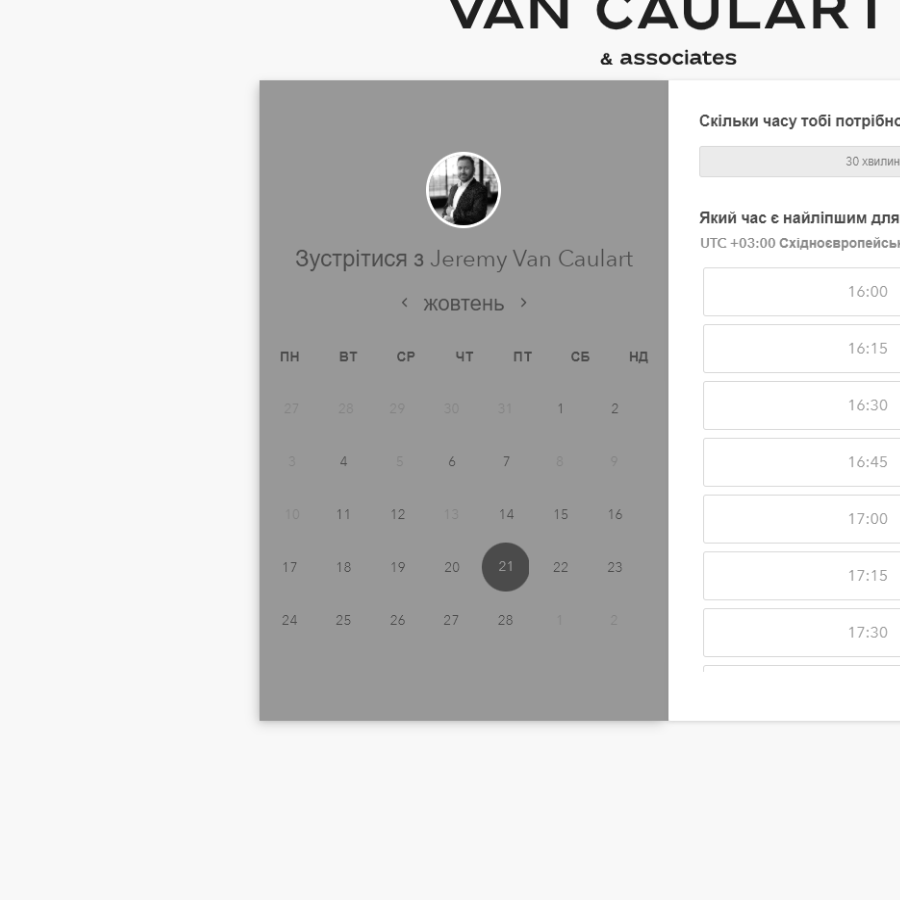 VAN CAULART
& associates
Зустрітися з Jeremy Van Caulart
‹ жовтень ›
ПН ВТ СР ЧТ ПТ СБ НД
27 28 29 30 31 1 2
3 4 5 6 7 8 9
10 11 12 13 14 15 16
17 18 19 20 21 22 23
24 25 26 27 28 1 2
Скільки часу тобі потрібно
30 хвилин
Який час є найліпшим для
UTC +03:00
16:00
16:15
16:30
16:45
17:00
17:15
17:30